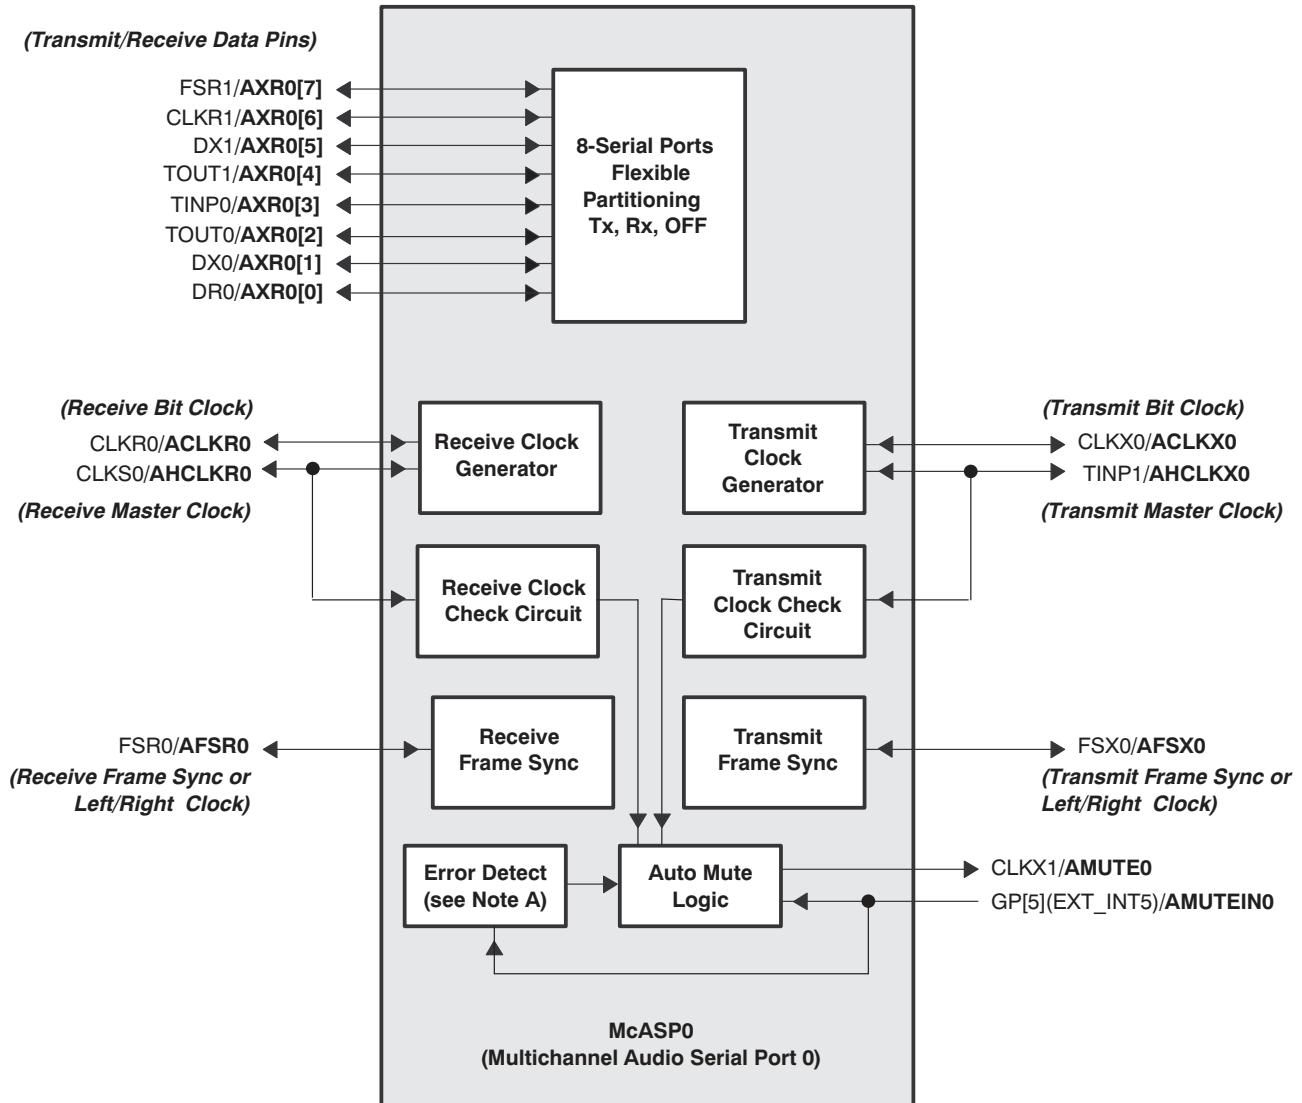 (Transmit/Receive Data Pins)
FSR1/AXR0[7]
CLKR1/AXR0[6]
DX1/AXR0[5]
TOUT1/AXR0[4]
TINP0/AXR0[3]
TOUT0/AXR0[2]
DX0/AXR0[1]
DR0/AXR0[0]
8-Serial Ports
Flexible
Partitioning
Tx, Rx, OFF
(Receive Bit Clock)
CLKR0/ACLKR0
CLKS0/AHCLKR0
(Receive Master Clock)
Receive Clock
Generator
Transmit
Clock
Generator
(Transmit Bit Clock)
CLKX0/ACLKX0
TINP1/AHCLKX0
(Transmit Master Clock)
Receive Clock
Check Circuit
Transmit
Clock Check
Circuit
FSR0/AFSR0
(Receive Frame Sync or
Left/Right Clock)
Receive
Frame Sync
Transmit
Frame Sync
FSX0/AFSX0
(Transmit Frame Sync or
Left/Right Clock)
Error Detect
(see Note A)
Auto Mute
Logic
CLKX1/AMUTE0
GP[5](EXT_INT5)/AMUTEIN0
McASP0
(Multichannel Audio Serial Port 0)